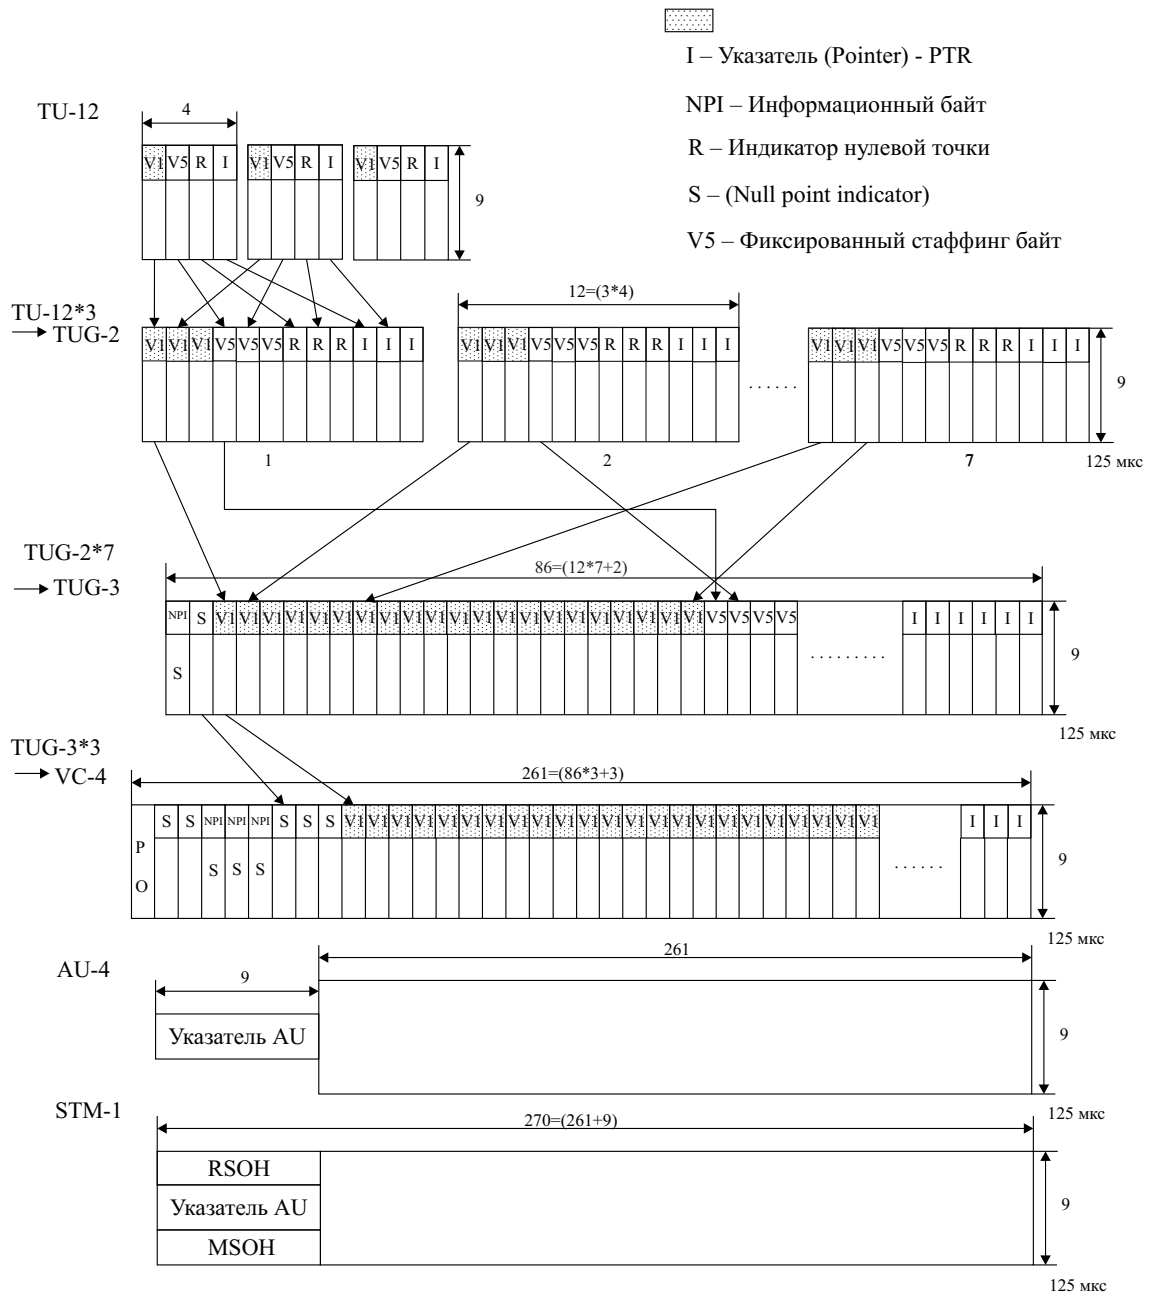 I – Указатель (Pointer) - PTR
NPI – Информационный байт
R – Индикатор нулевой точки
S – (Null point indicator)
V5 – Фиксированный стаффинг байт
TU-12
4
V1 V5 R I V1 V5 R I V1 V5 R I
9
TU-12*3
TUG-2
12=(3*4)
V1 V1 V1 V5 V5 V5 R R R I I I V1 V1 V1 V5 V5 V5 R R R I I I ...... V1 V1 V1 V5 V5 V5 R R R I I I
9
1 2 7 125 мкс
TUG-2*7
TUG-3
86=(12*7+2)
NPI S V1 V1 V1 V1 V1 V1 V1 V1 V1 V1 V1 V1 V1 V1 V1 V1 V1 V1 V1 V1 V1 V5 V5 V5 V5 ......... I I I I I I
S
9
125 мкс
TUG-3*3
VC-4
261=(86*3+3)
S S NPI NPI NPI S S S V1 V1 V1 V1 V1 V1 V1 V1 V1 V1 V1 V1 V1 V1 V1 V1 V1 V1 V1 V1 V1 V1 V1 ...... I I I
P
O
S S S
9
125 мкс
AU-4
9
261
Указатель AU
9
125 мкс
STM-1
270=(261+9)
RSOH
Указатель AU
MSOH
9
125 мкс